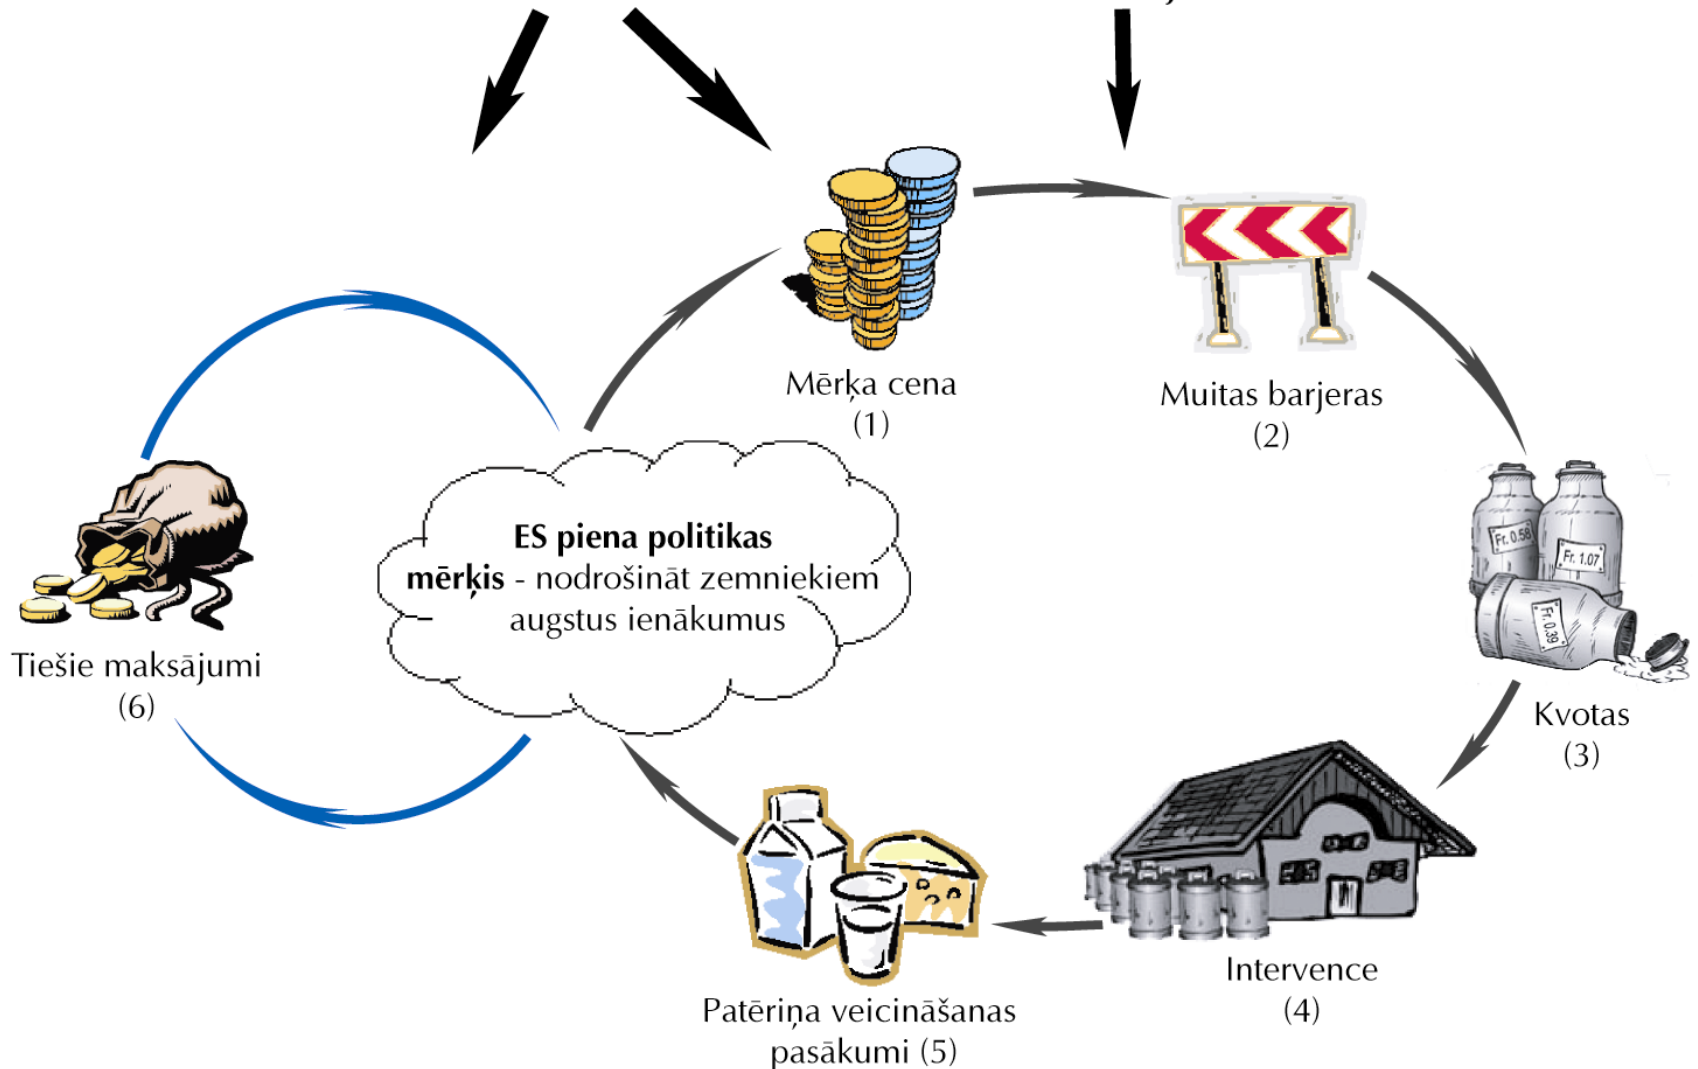 Mērķa cena
(1)
Muitas barjeras
(2)
Fr. 0.58
Fr. 1.07
Fr. 0.39
Kvotas
(3)
Intervence
(4)
Patēriņa veicināšanas
pasākumi (5)
ES piena politikas
mērķis - nodrošināt zemniekiem
augstus ienākumus
Tiešie maksājumi
(6)